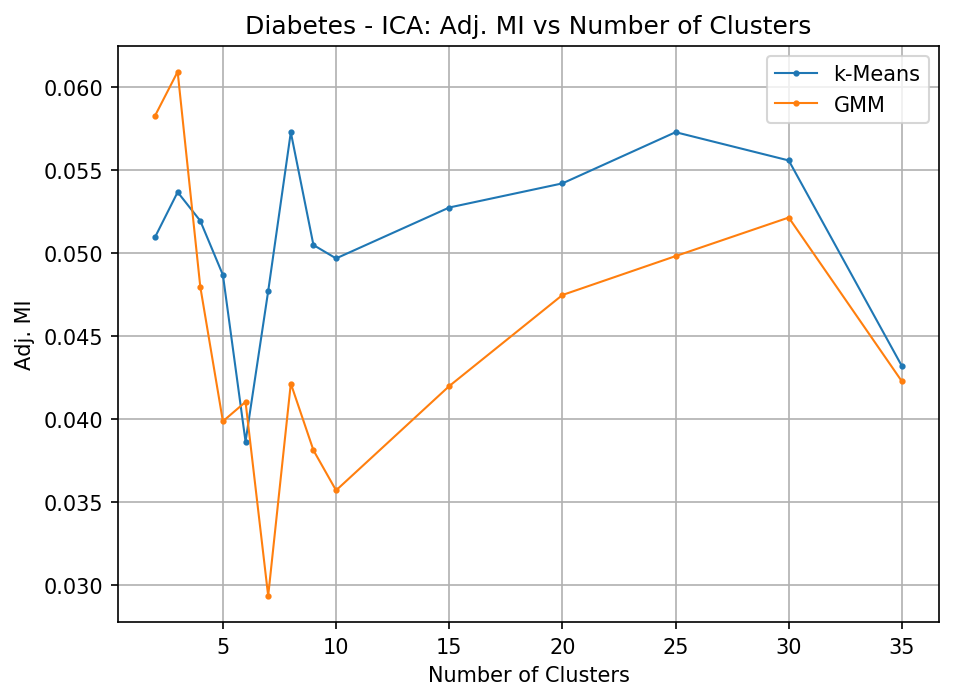 Diabetes - ICA: Adj. MI vs Number of Clusters
k-Means
GMM
0.060
0.055
0.050
0.045
0.040
0.035
0.030
Adj. MI
5 10 15 20 25 30 35
Number of Clusters